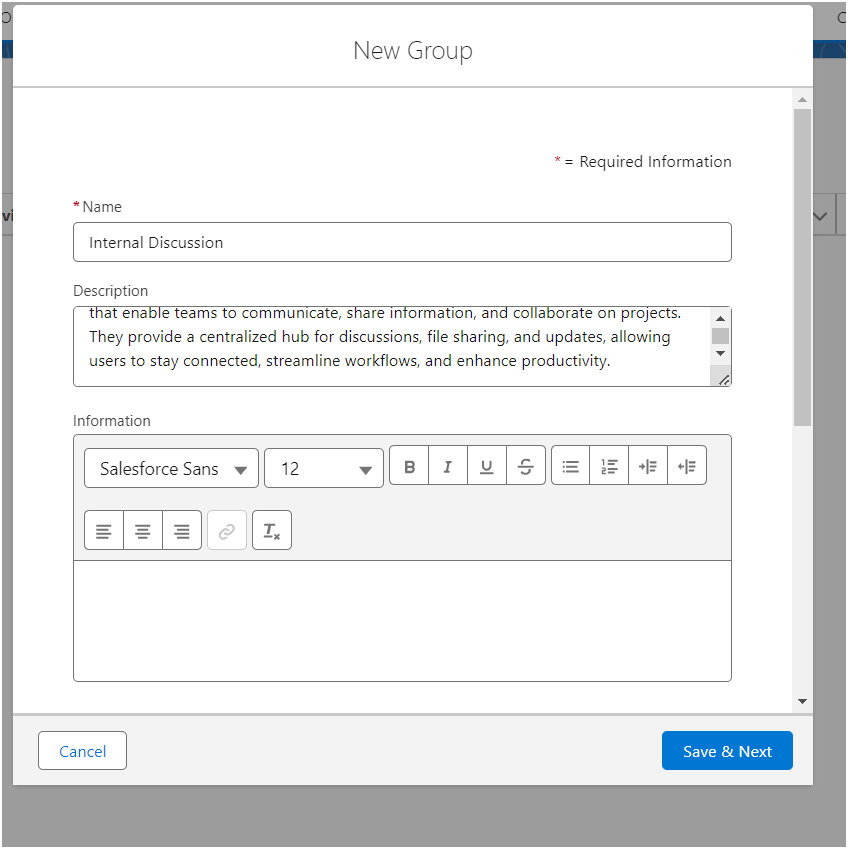 New Group
* = Required Information
* Name
Internal Discussion
Description
that enable teams to communicate, share information, and collaborate on projects.
They provide a centralized hub for discussions, file sharing, and updates, allowing
users to stay connected, streamline workflows, and enhance productivity.
Information
Salesforce Sans
12
B I U S
Cancel
Save & Next